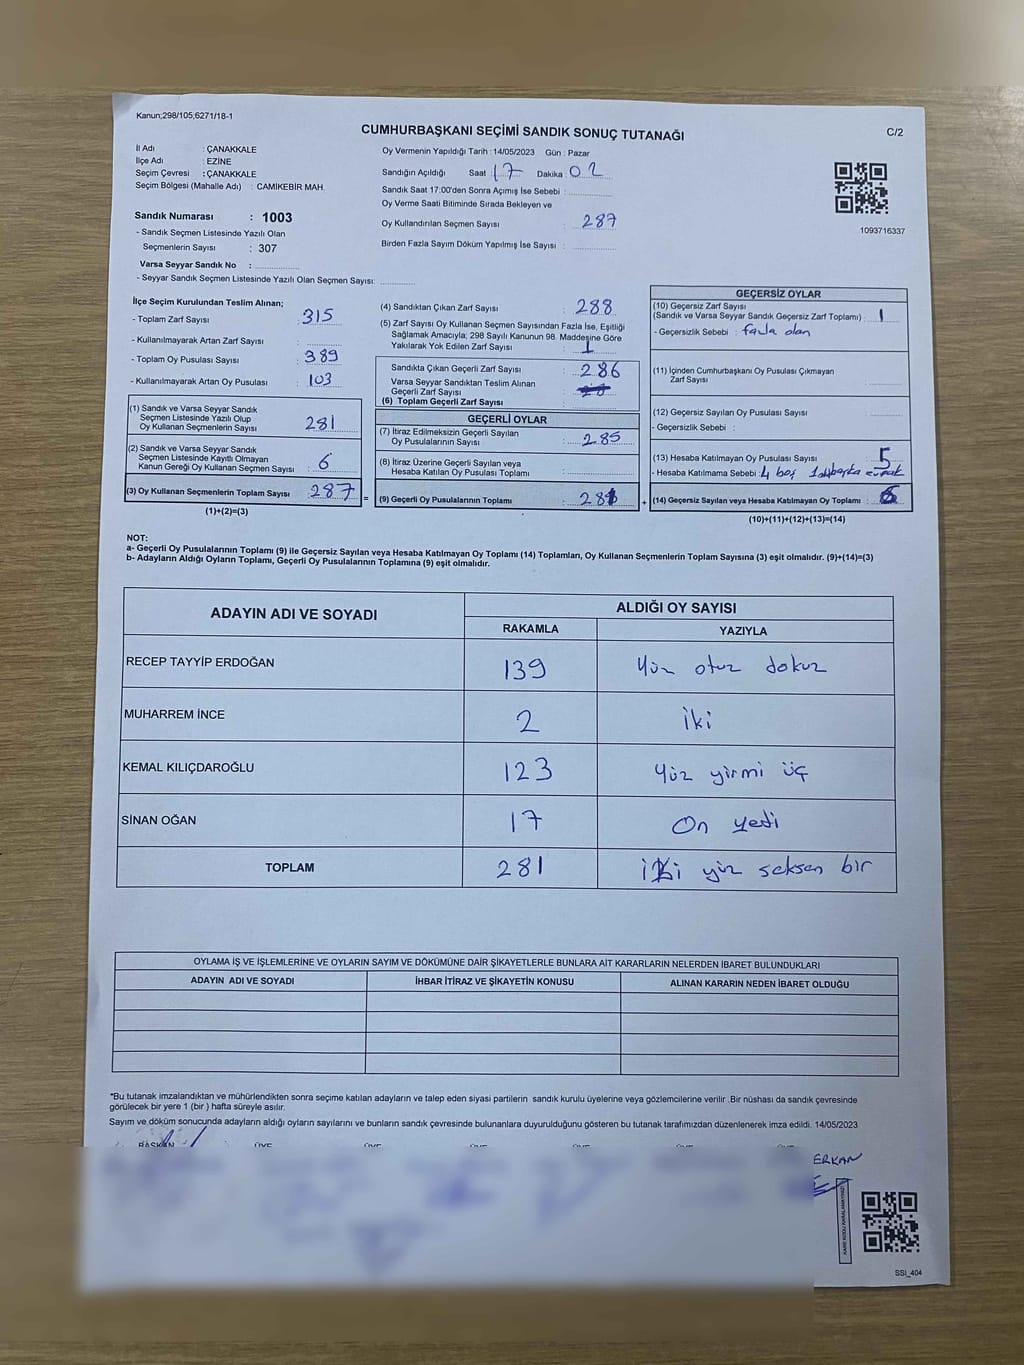 Kanun;298/105,6271/18-1
CUMHURBAŞKANI SEÇİMİ SANDIK SONUÇ TUTANAĞI
C/2
İl Adı : ÇANAKKALE
İlçe Adı : EZİNE
Seçim Çevresi : ÇANAKKALE
Seçim Bölgesi (Mahalle Adı) : CAMİKEBİR MAH.
Sandık Numarası : 1003
- Sandık Seçmen Listesinde Yazılı Olan
Seçmenlerin Sayısı : 307
Varsa Seyyar Sandık No :
- Seyyar Sandık Seçmen Listesinde Yazılı Olan Seçmen Sayısı:
Oy Vermenin Yapıldığı Tarih : 14/05/2023 Gün : Pazar
Sandığın Açıldığı Saat : 17 Dakika : 02
Sandık Saat 17:00'den Sonra Açımış İse Sebebi :
Oy Verme Saati Bitiminde Sırada Bekleyen ve
Oy Kullandırılan Seçmen Sayısı : 287
Birden Fazla Sayım Döküm Yapılmış İse Sayısı :
1093716337
İlçe Seçim Kurulundan Teslim Alınan;
- Toplam Zarf Sayısı : 315
- Kullanılmayarak Artan Zarf Sayısı :
- Toplam Oy Pusulası Sayısı : 389
- Kullanılmayarak Artan Oy Pusulası : 103
(1) Sandık ve Varsa Seyyar Sandık
Seçmen Listesinde Yazılı Olup
Oy Kullanan Seçmenlerin Sayısı : 281
(2) Sandık ve Varsa Seyyar Sandık
Seçmen Listesinde Kayıtlı Olmayan
Kanun Gereği Oy Kullanan Seçmen Sayısı : 6
(3) Oy Kullanan Seçmenlerin Toplam Sayısı : 287 =
(1)+(2)=(3)
(4) Sandıktan Çıkan Zarf Sayısı : 288
(5) Zarf Sayısı Oy Kullanan Seçmen Sayısından Fazla İse, Eşitliği
Sağlamak Amacıyla; 298 Sayılı Kanunun 98. Maddesine Göre
Yakılarak Yok Edilen Zarf Sayısı : 1
Sandıkta Çıkan Geçerli Zarf Sayısı : 286
Varsa Seyyar Sandıktan Teslim Alınan
Geçerli Zarf Sayısı :
(6) Toplam Geçerli Zarf Sayısı :
GEÇERLİ OYLAR
(7) İtiraz Edilmeksizin Geçerli Sayılan
Oy Pusulalarının Sayısı : 285
(8) İtiraz Üzerine Geçerli Sayılan veya
Hesaba Katılan Oy Pusulası Toplamı :
(9) Geçerli Oy Pusulalarının Toplamı : 281 +
GEÇERSİZ OYLAR
(10) Geçersiz Zarf Sayısı
(Sandık ve Varsa Seyyar Sandık Geçersiz Zarf Toplamı) : 1
- Geçersizlik Sebebi : fazla olan
(11) İçinden Cumhurbaşkanı Oy Pusulası Çıkmayan
Zarf Sayısı :
(12) Geçersiz Sayılan Oy Pusulası Sayısı :
- Geçersizlik Sebebi :
(13) Hesaba Katılmayan Oy Pusulası Sayısı : 5
- Hesaba Katılmama Sebebi : 4 boş 1 başka evrak
(14) Geçersiz Sayılan veya Hesaba Katılmayan Oy Toplamı : 6
(10)+(11)+(12)+(13)=(14)
NOT:
a- Geçerli Oy Pusulalarının Toplamı (9) ile Geçersiz Sayılan veya Hesaba Katılmayan Oy Toplamı (14) Toplamları, Oy Kullanan Seçmenlerin Toplam Sayısına (3) eşit olmalıdır. (9)+(14)=(3)
b- Adayların Aldığı Oyların Toplamı, Geçerli Oy Pusulalarının Toplamına (9) eşit olmalıdır.
ADAYIN ADI VE SOYADI
ALDIĞI OY SAYISI
RAKAMLA YAZIYLA
RECEP TAYYİP ERDOĞAN 139 Yüz otuz dokuz
MUHARREM İNCE 2 iki
KEMAL KILIÇDAROĞLU 123 Yüz yirmi üç
SİNAN OĞAN 17 On yedi
TOPLAM 281 iki yüz seksen bir
OYLAMA İŞ VE İŞLEMLERİNE VE OYLARIN SAYIM VE DÖKÜMÜNE DAİR ŞİKAYETLERLE BUNLARA AİT KARARLARIN NELERDEN İBARET BULUNDUKLARI
ADAYIN ADI VE SOYADI İHBAR İTİRAZ VE ŞİKAYETİN KONUSU ALINAN KARARIN NEDEN İBARET OLDUĞU
*Bu tutanak imzalandıktan ve mühürlendikten sonra seçime katılan adayların ve talep eden siyasi partilerin sandık kurulu üyelerine veya gözlemcilerine verilir .Bir nüshası da sandık çevresinde
görülecek bir yere 1 (bir ) hafta süreyle asılır.
Sayım ve döküm sonucunda adayların aldığı oyların sayılarını ve bunların sandık çevresinde bulunanlara duyurulduğunu gösteren bu tutanak tarafımızdan düzenlenerek imza edildi. 14/05/2023
BAŞKAN
ERKAN
SSI_404